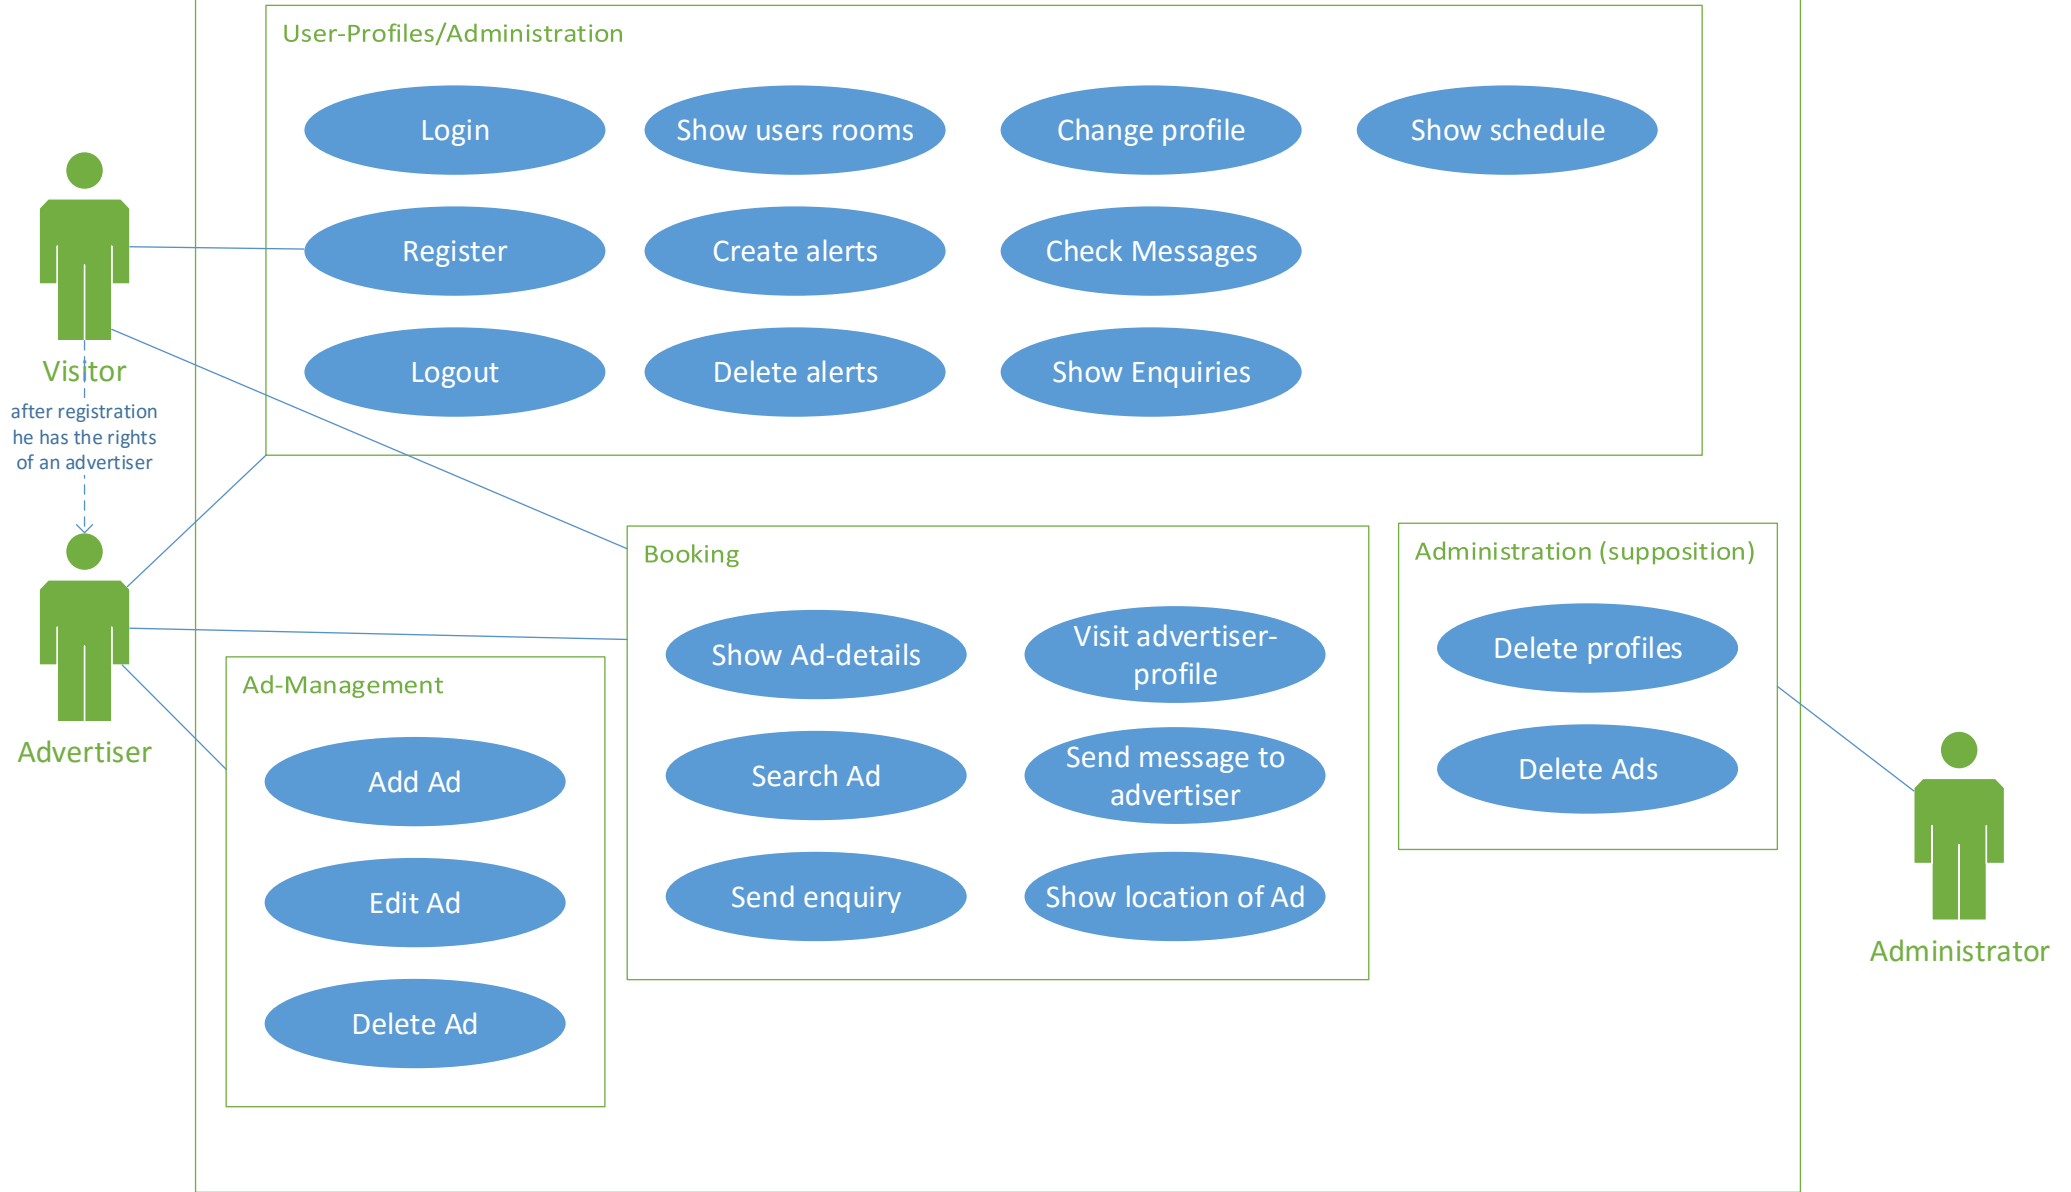 User-Profiles/Administration
Login
Show users rooms
Change profile
Show schedule
Register
Create alerts
Check Messages
Logout
Delete alerts
Show Enquiries
Visitor
after registration
he has the rights
of an advertiser
Advertiser
Ad-Management
Add Ad
Edit Ad
Delete Ad
Booking
Show Ad-details
Visit advertiser-
profile
Search Ad
Send message to
advertiser
Send enquiry
Show location of Ad
Administration (supposition)
Delete profiles
Delete Ads
Administrator